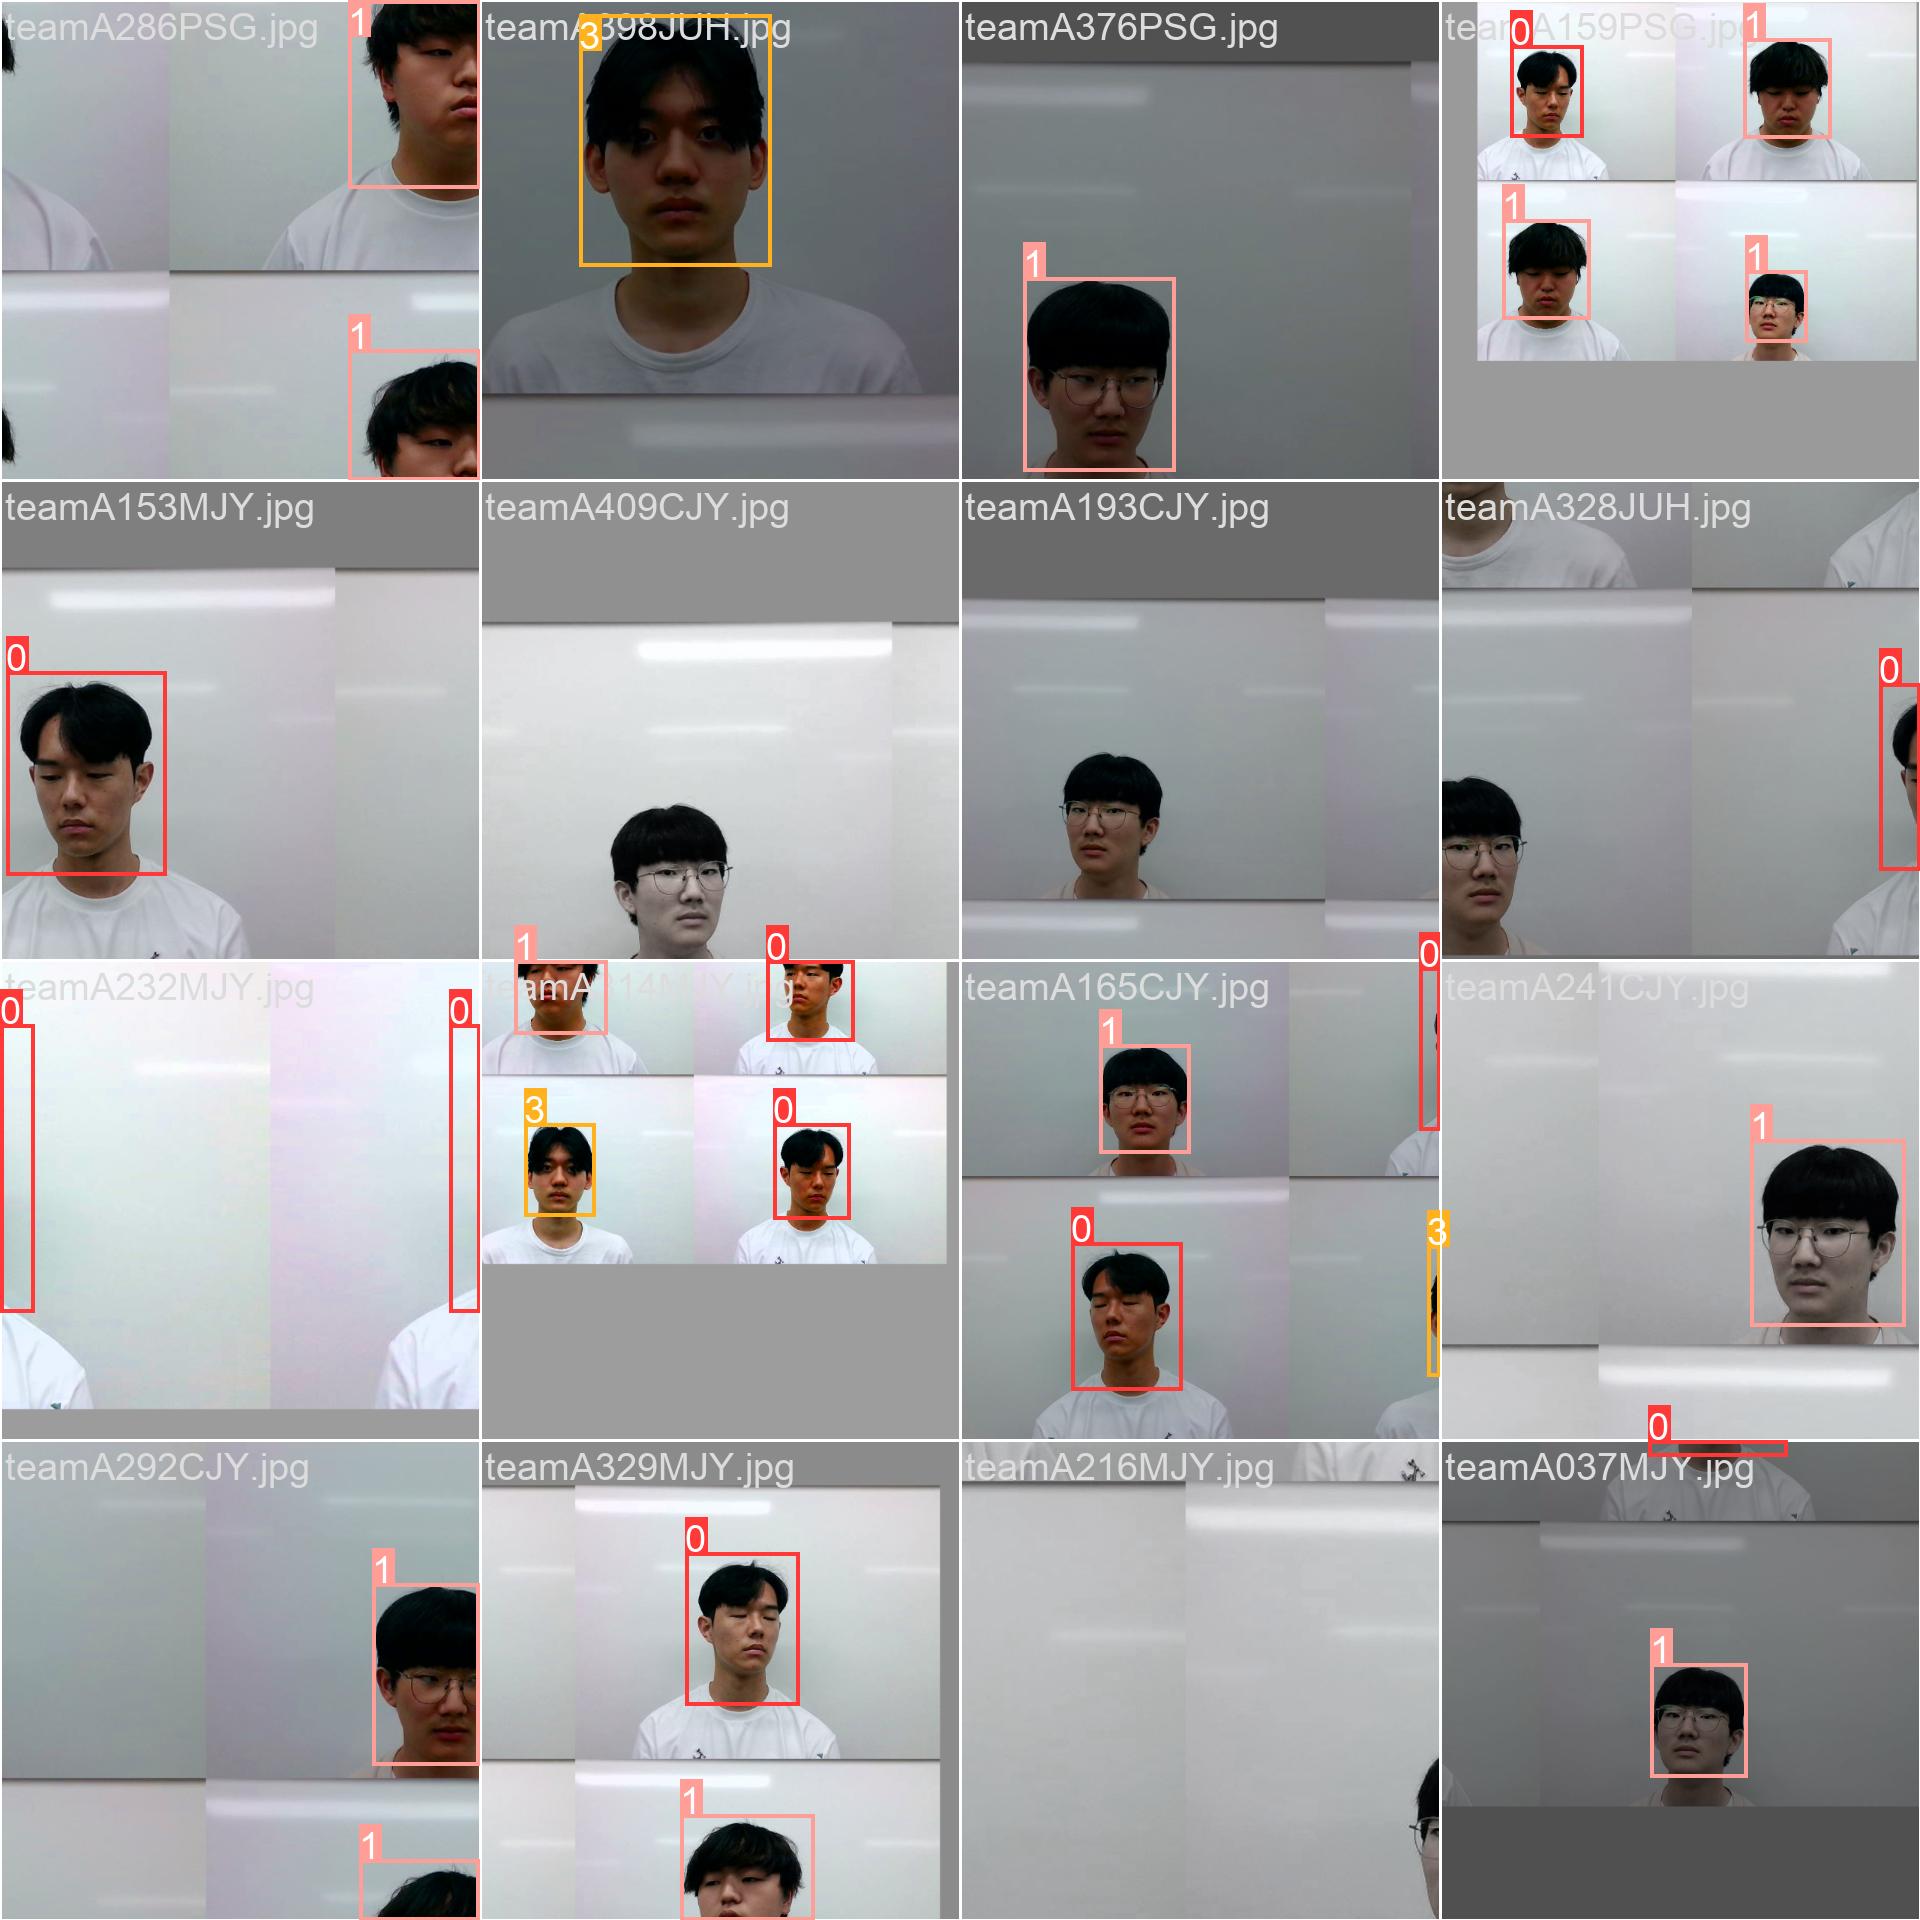 teamA286PSG.jpg
1
1
teamA398JUH.jpg
3
teamA376PSG.jpg
1
teamA159PSG.jpg
0
1
1
1
teamA153MJY.jpg
0
teamA409CJY.jpg
teamA193CJY.jpg
teamA328JUH.jpg
0
teamA232MJY.jpg
0
0
teamA314MJY.jpg
1
0
3
0
teamA165CJY.jpg
0
1
0
3
teamA241CJY.jpg
1
teamA292CJY.jpg
1
1
teamA329MJY.jpg
0
1
teamA216MJY.jpg
teamA037MJY.jpg
0
1